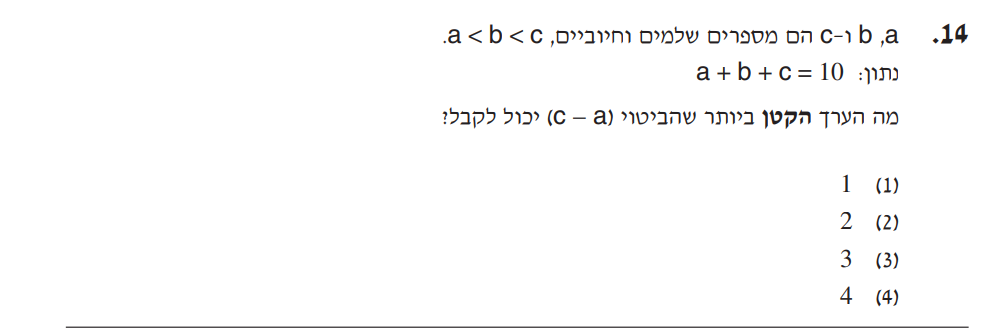 14. a, b ו-c הם מספרים שלמים וחיוביים, a < b < c.
נתון: a + b + c = 10
מה הערך הקטן ביותר שהביטוי (c – a) יכול לקבל?
(1) 1
(2) 2
(3) 3
(4) 4